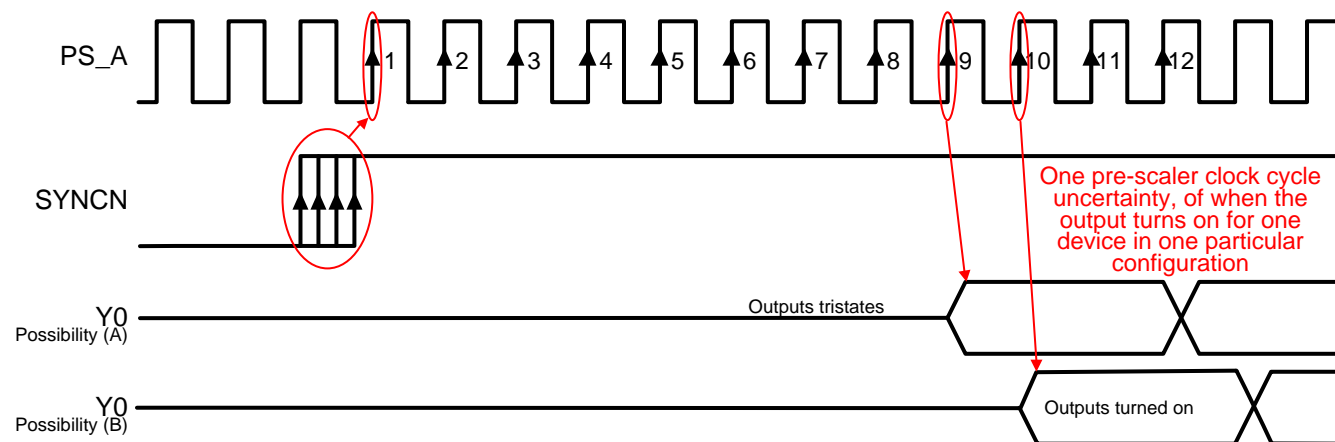 PS_A
1 2 3 4 5 6 7 8 9 10 11 12
SYNCN
One pre-scaler clock cycle
uncertainty, of when the
output turns on for one
device in one particular
configuration
Y0
Possibility (A)
Outputs tristates
Y0
Possibility (B)
Outputs turned on